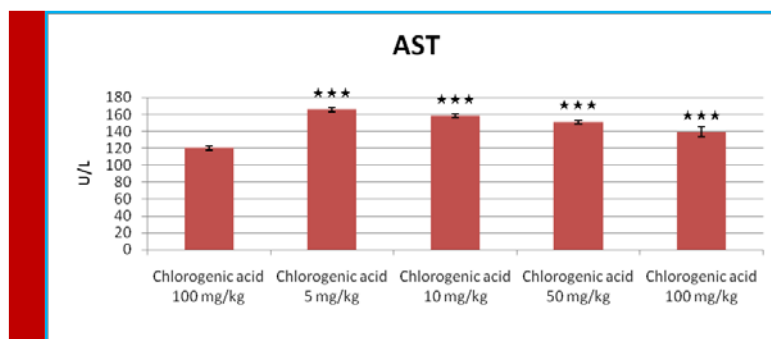 AST
★★★ ★★★ ★★★ ★★★
180
160
140
120
100
80
60
40
20
0
U/L
Chlorogenic acid Chlorogenic acid Chlorogenic acid Chlorogenic acid Chlorogenic acid
100 mg/kg 5 mg/kg 10 mg/kg 50 mg/kg 100 mg/kg